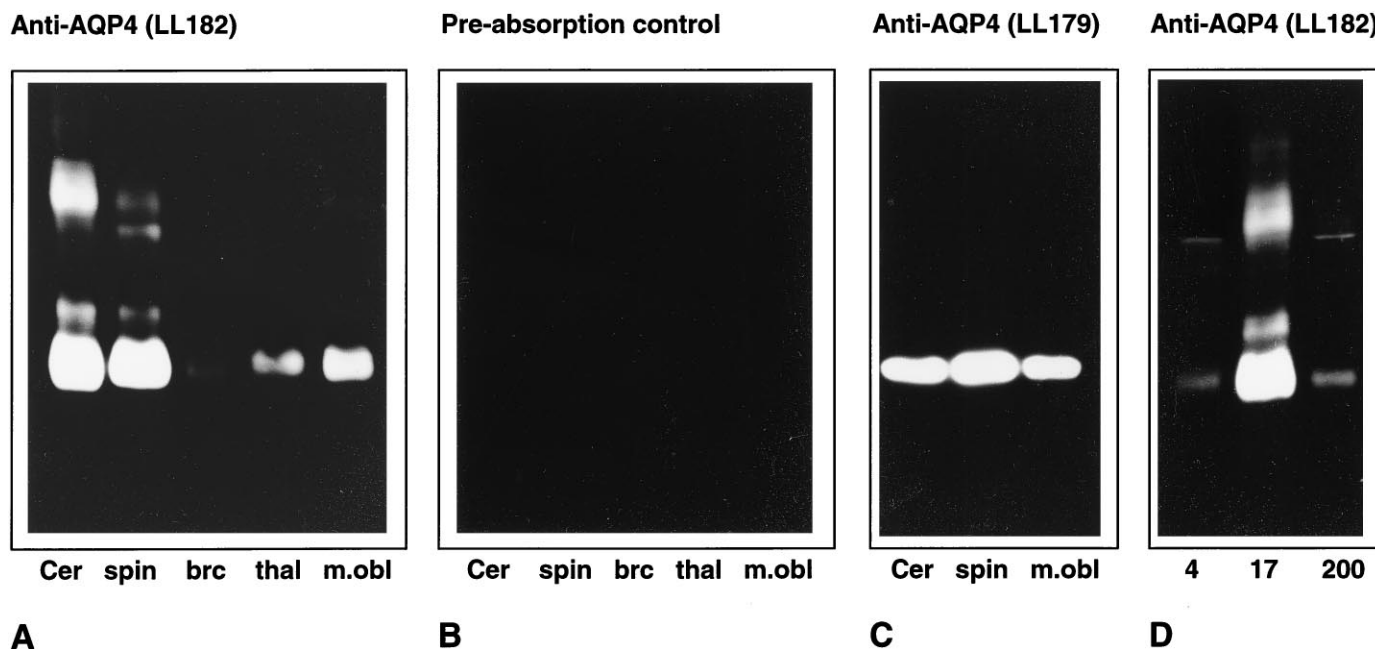 Anti-AQP4 (LL182)
Pre-absorption control
Anti-AQP4 (LL179)
Anti-AQP4 (LL182)
Cer spin brc thal m.obl
Cer spin brc thal m.obl
Cer spin m.obl
4 17 200
A
B
C
D